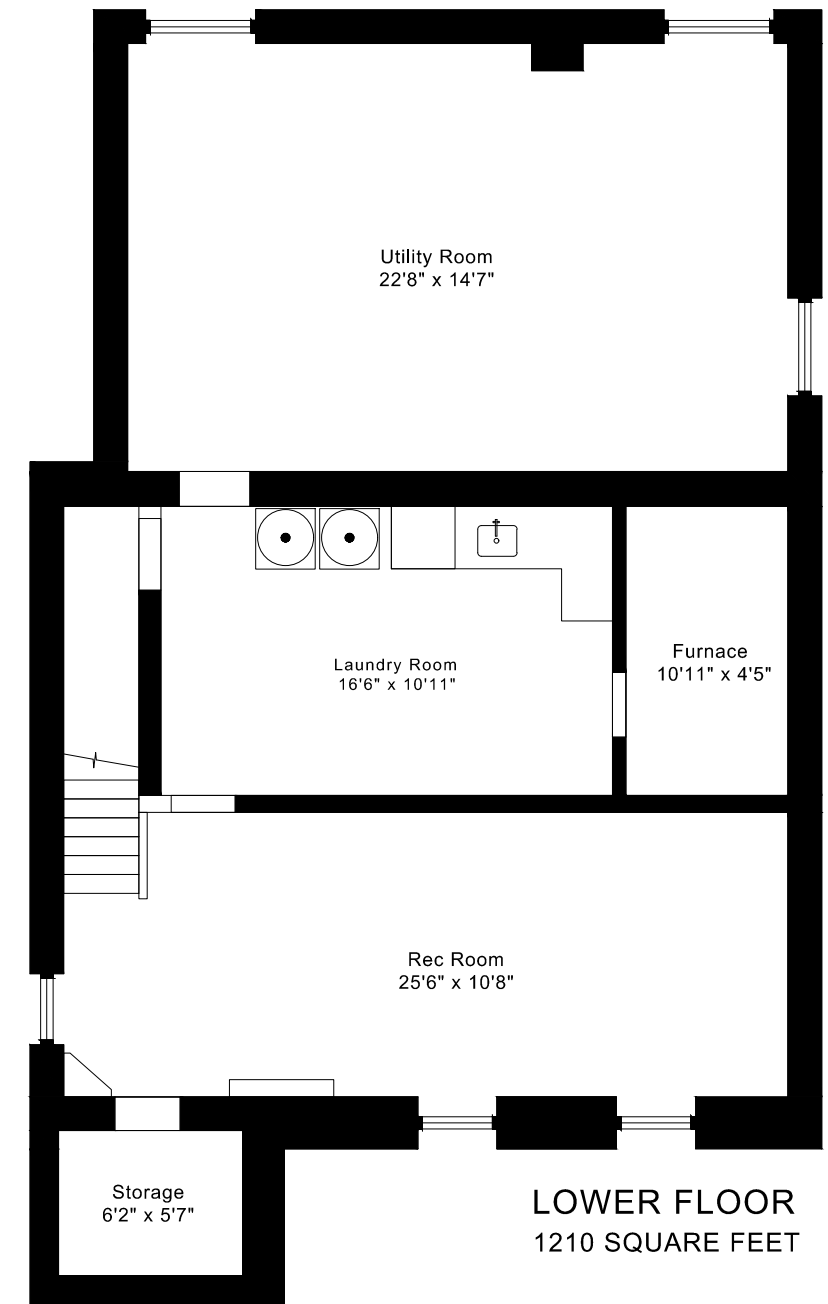 Utility Room
22'8" x 14'7"
Laundry Room
16'6" x 10'11"
Furnace
10'11" x 4'5"
Rec Room
25'6" x 10'8"
Storage
6'2" x 5'7"
LOWER FLOOR
1210 SQUARE FEET